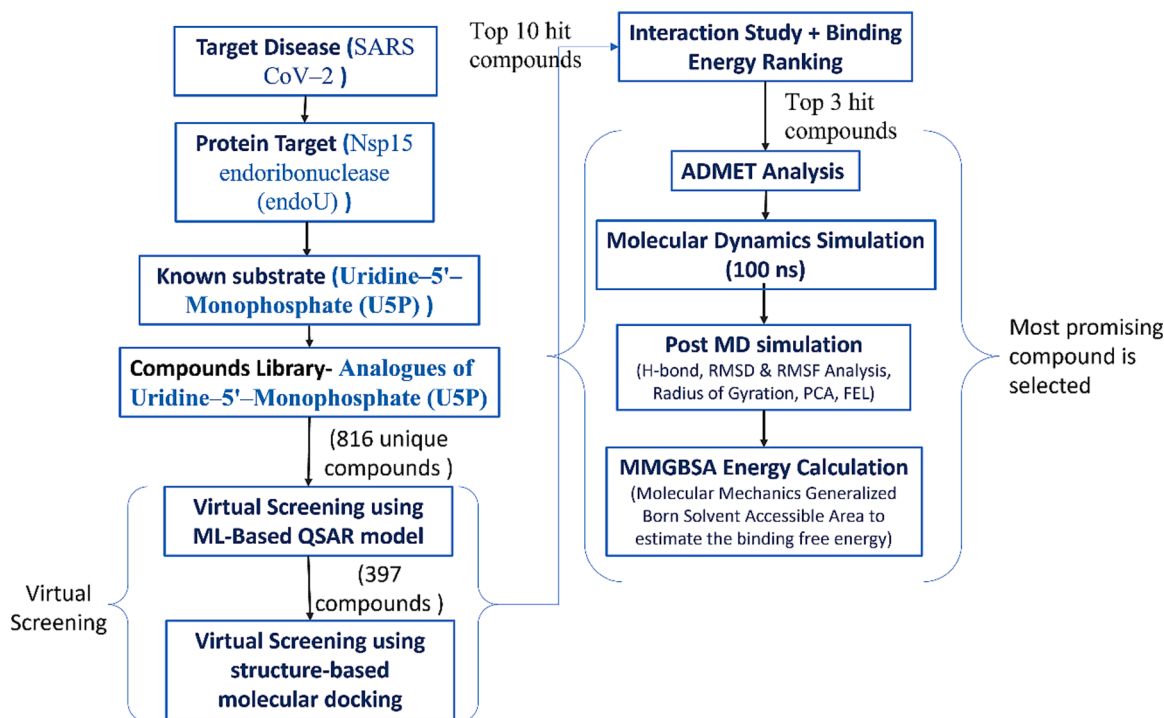 Target Disease (SARS
CoV–2 )
Protein Target (Nsp15
endoribonuclease
(endoU) )
Known substrate (Uridine–5'–
Monophosphate (U5P) )
Compounds Library- Analogues of
Uridine–5'–Monophosphate (U5P)
(816 unique
compounds )
Virtual Screening using
ML-Based QSAR model
(397
compounds )
Virtual
Screening
Virtual Screening using
structure-based
molecular docking
Top 10 hit
compounds
Interaction Study + Binding
Energy Ranking
Top 3 hit
compounds
ADMET Analysis
Molecular Dynamics Simulation
(100 ns)
Post MD simulation
(H-bond, RMSD & RMSF Analysis,
Radius of Gyration, PCA, FEL)
MMGBSA Energy Calculation
(Molecular Mechanics Generalized
Born Solvent Accessible Area to
estimate the binding free energy)
Most promising
compound is
selected